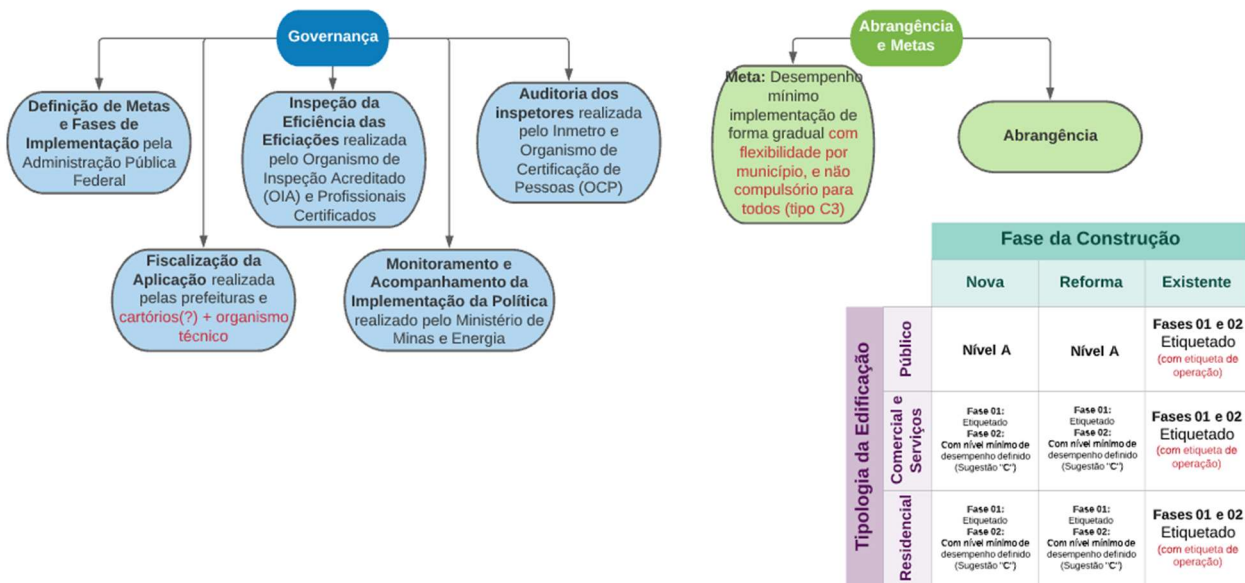 Governança
Definição de Metas
e Fases de
Implementação pela
Administração Pública
Federal
Inspeção da
Eficiência das
Eficiações realizada
pelo Organismo de
Inspeção Acreditado
(OIA) e Profissionais
Certificados
Auditoria dos
inspetores realizada
pelo Inmetro e
Organismo de
Certificação de
Pessoas (OCP)
Fiscalização da
Aplicação realizada
pelas prefeituras e
cartórios(?) + organismo
técnico
Monitoramento e
Acompanhamento da
Implementação da Política
realizado pelo Ministério de
Minas e Energia
Abrangência
e Metas
Meta: Desempenho
mínimo
implementação de
forma gradual com
flexibilidade por
município, e não
compulsório para
todos (tipo C3)
Abrangência
Fase da Construção
Nova
Reforma
Existente
Tipologia da Edificação
Público
Nível A
Nível A
Fases 01 e 02
Etiquetado
(com etiqueta de
operação)
Comercial e
Serviços
Fase 01:
Etiquetado
Fase 02:
Com nível mínimo de
desempenho definido
(Sugestão "C")
Fase 01:
Etiquetado
Fase 02:
Com nível mínimo de
desempenho definido
(Sugestão "C")
Fases 01 e 02
Etiquetado
(com etiqueta de
operação)
Residencial
Fase 01:
Etiquetado
Fase 02:
Com nível mínimo de
desempenho definido
(Sugestão "C")
Fase 01:
Etiquetado
Fase 02:
Com nível mínimo de
desempenho definido
(Sugestão "C")
Fases 01 e 02
Etiquetado
(com etiqueta de
operação)